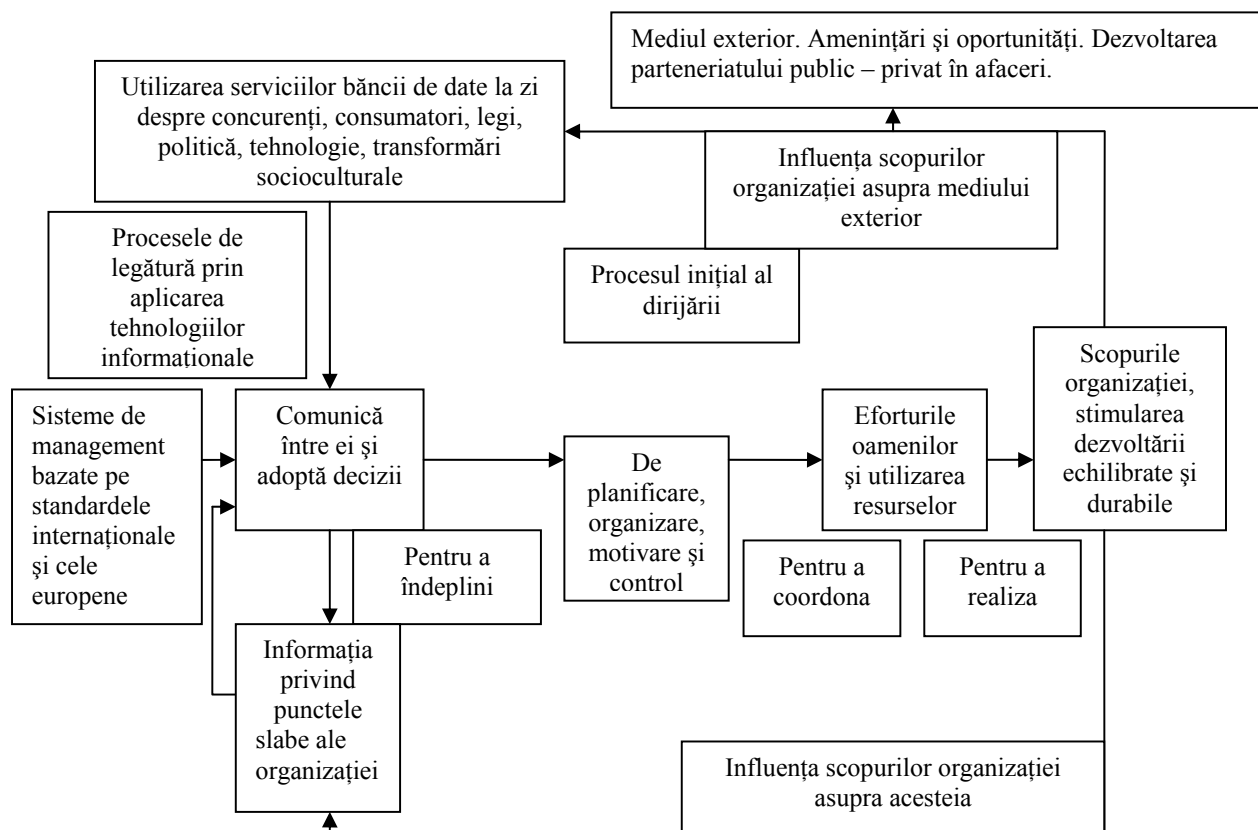 Mediul exterior. Amenințări şi oportunități. Dezvoltarea
parteneriatului public – privat în afaceri.
Utilizarea serviciilor băncii de date la zi
despre concurenți, consumatori, legi,
politică, tehnologie, transformări
socioculturale
Influența scopurilor
organizației asupra mediului
exterior
Procesele de
legătură prin
aplicarea
tehnologiilor
informaționale
Procesul inițial al
dirijării
Sisteme de
management
bazate pe
standardele
internaționale
şi cele
europene
Comunică
între ei şi
adoptă decizii
De
planificare,
organizare,
motivare şi
control
Eforturile
oamenilor
şi utilizarea
resurselor
Scopurile
organizației,
stimularea
dezvoltării
echilibrate şi
durabile
Pentru a
îndeplini
Pentru a
coordona
Pentru a
realiza
Informația
privind
punctele
slabe ale
organizației
Influența scopurilor organizației
asupra acesteia